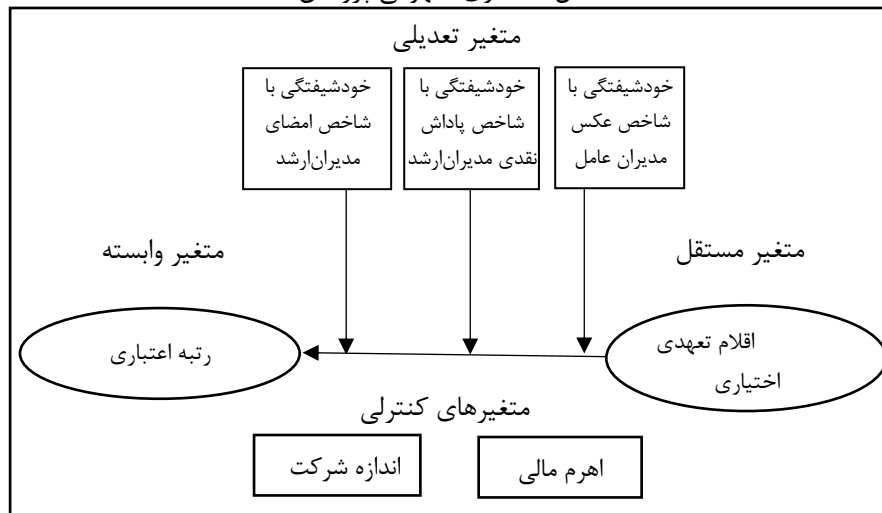 متغیر تعدیلی
خودشیفتگی با
شاخص عکس
مدیران عامل
خودشیفتگی با
شاخص پاداش
نقدی مدیران‌ارشد
خودشیفتگی با
شاخص امضای
مدیران‌ارشد
متغیر مستقل
متغیر وابسته
اقلام تعهدی
اختیاری
رتبه اعتباری
متغیرهای کنترلی
اهرم مالی
اندازه شرکت